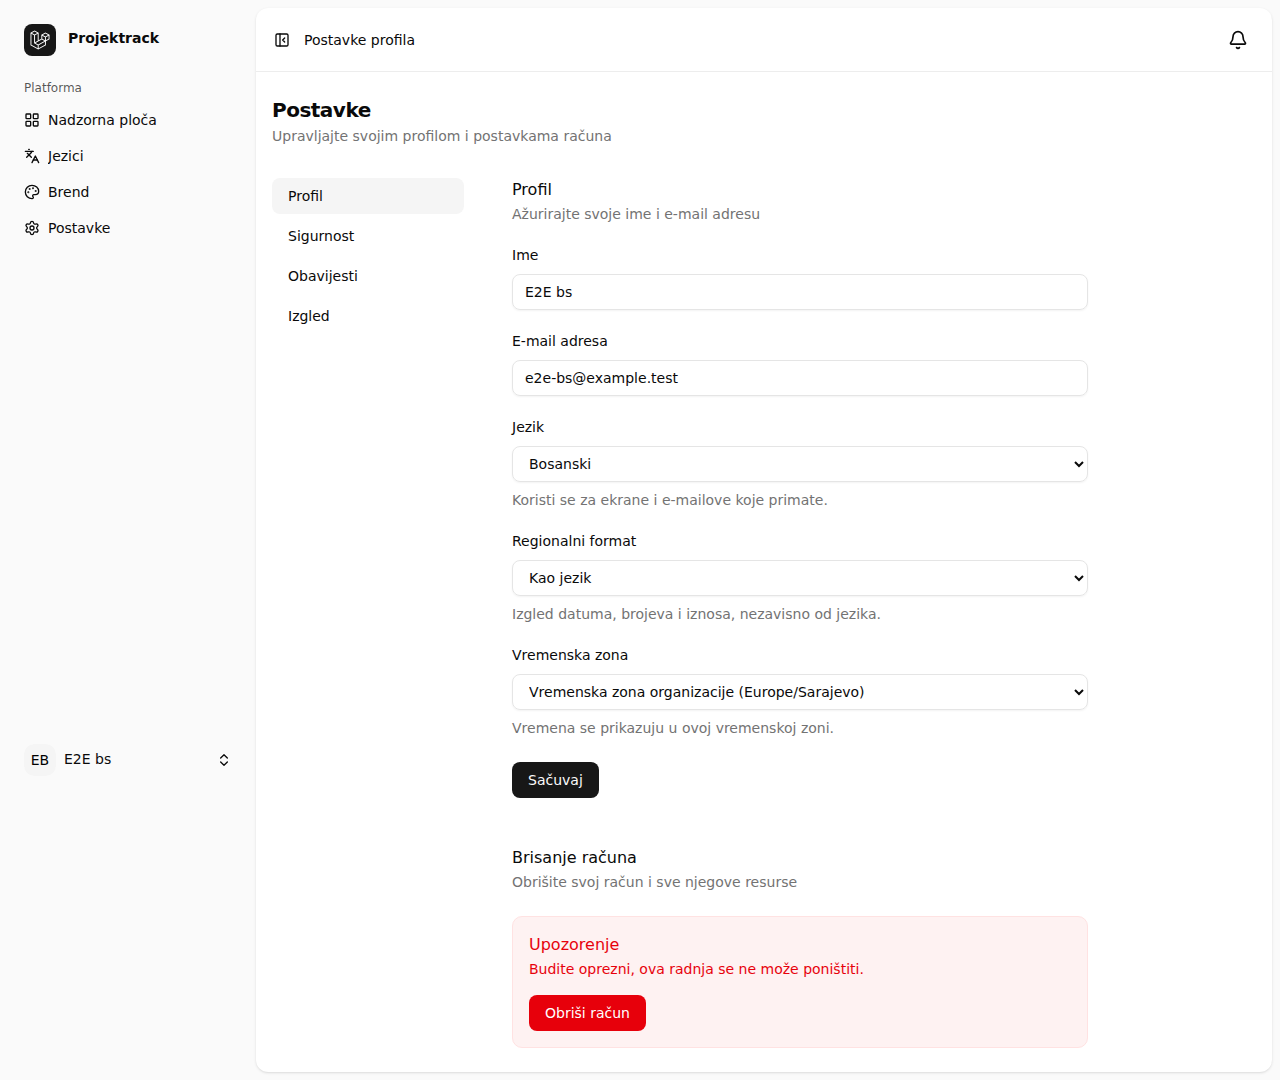 Projektrack
Platforma
Nadzorna ploča
Jezici
Brend
Postavke
EB
E2E bs
Postavke profila
Postavke
Upravljajte svojim profilom i postavkama računa
Profil
Sigurnost
Obavijesti
Izgled
Profil
Ažurirajte svoje ime i e-mail adresu
Ime
E2E bs
E-mail adresa
e2e-bs@example.test
Jezik
Bosanski
Koristi se za ekrane i e-mailove koje primate.
Regionalni format
Kao jezik
Izgled datuma, brojeva i iznosa, nezavisno od jezika.
Vremenska zona
Vremenska zona organizacije (Europe/Sarajevo)
Vremena se prikazuju u ovoj vremenskoj zoni.
Sačuvaj
Brisanje računa
Obrišite svoj račun i sve njegove resurse
Upozorenje
Budite oprezni, ova radnja se ne može poništiti.
Obriši račun